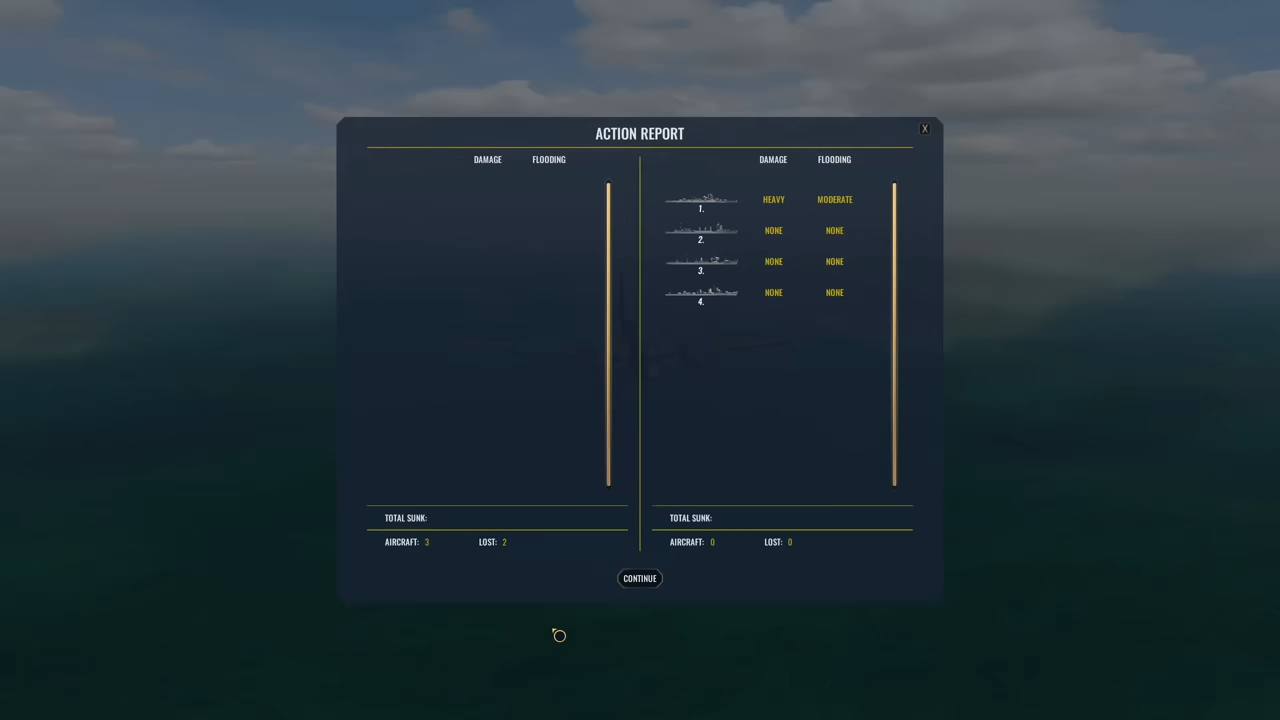 ACTION REPORT
X
DAMAGE FLOODING
DAMAGE FLOODING
HEAVY MODERATE
1.
NONE NONE
2.
NONE NONE
3.
NONE NONE
4.
TOTAL SUNK:
AIRCRAFT: 3 LOST: 2
TOTAL SUNK:
AIRCRAFT: 0 LOST: 0
CONTINUE